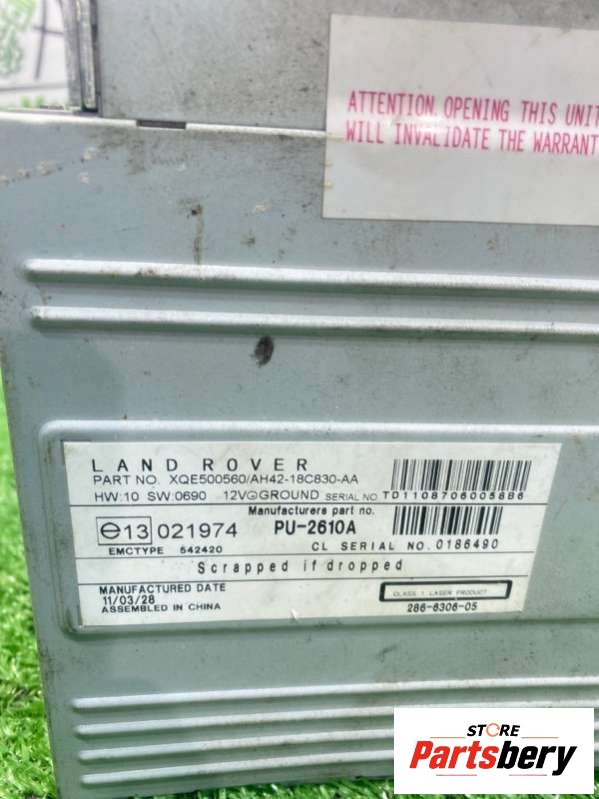 ATTENTION. OPENING THIS UNIT
WILL INVALIDATE THE WARRANT
LAND ROVER
PART NO. XQE500560/AH42-18C830-AA
HW:10 SW:0690 12V⊖GROUND SERIAL NO. TD11087060058B6
Manufacturers part no.
e13 021974 PU-2610A
EMCTYPE 542420 CL SERIAL NO. 0186490
Scrapped if dropped
MANUFACTURED DATE
11/03/28
ASSEMBLED IN CHINA
CLASS 1 LASER PRODUCT
286-6306-05
STORE
Partsbery